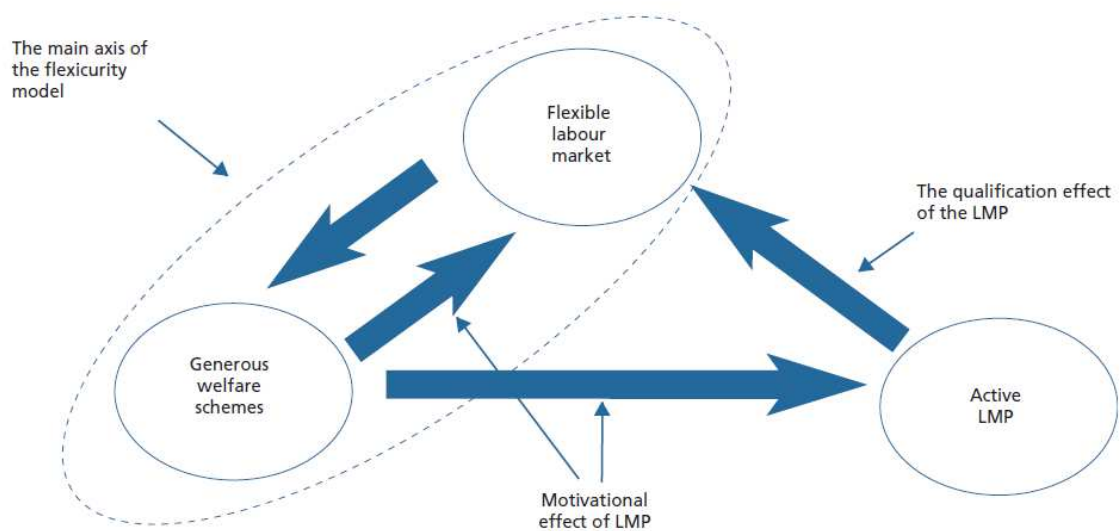 The main axis of
the flexicurity
model
Flexible
labour
market
The qualification effect
of the LMP
Generous
welfare
schemes
Active
LMP
Motivational
effect of LMP